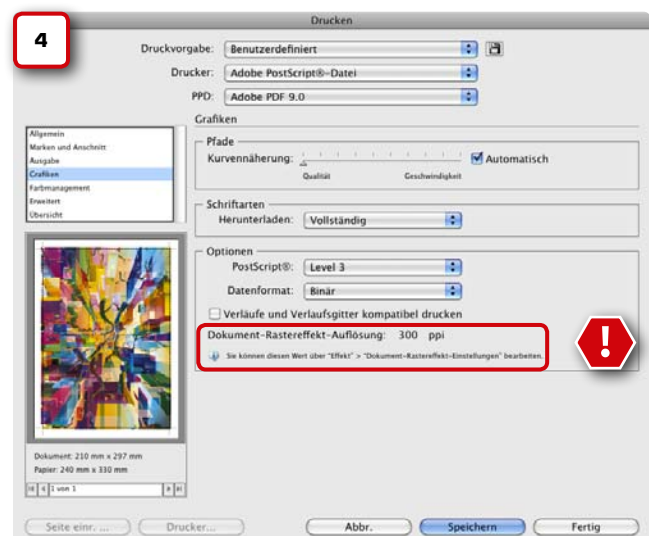 Drucken
4
Druckvorgabe: Benutzerdefiniert
Drucker: Adobe PostScript®-Datei
PPD: Adobe PDF 9.0
Grafiken
Allgemein
Marken und Anschnitt
Ausgabe
Grafiken
Farbmanagement
Erweitert
Übersicht
Pfade
Kurvennäherung: Automatisch
Qualität Geschwindigkeit
Schriftarten
Herunterladen: Vollständig
Optionen
PostScript®: Level 3
Datenformat: Binär
Verläufe und Verlaufsgitter kompatibel drucken
Dokument-Rastereffekt-Auflösung: 300 ppi
Sie können diesen Wert über "Effekt" > "Dokument-Rastereffekt-Einstellungen" bearbeiten.
!
Dokument: 210 mm x 297 mm
Papier: 240 mm x 330 mm
1 von 1
Seite einr. ... Drucker... Abbr. Speichern Fertig